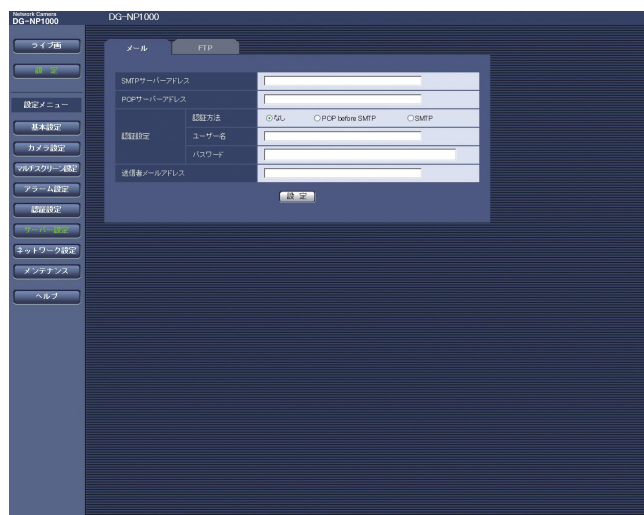 Network Camera
DG-NP1000
DG-NP1000
ライブ画
設 定
設定メニュー
基本設定
カメラ設定
マルチスクリーン設定
アラーム設定
認証設定
サーバー設定
ネットワーク設定
メンテナンス
ヘルプ
メール
FTP
SMTPサーバーアドレス
POPサーバーアドレス
認証設定
認証方法
なし
POP before SMTP
SMTP
ユーザー名
パスワード
送信者メールアドレス
設 定